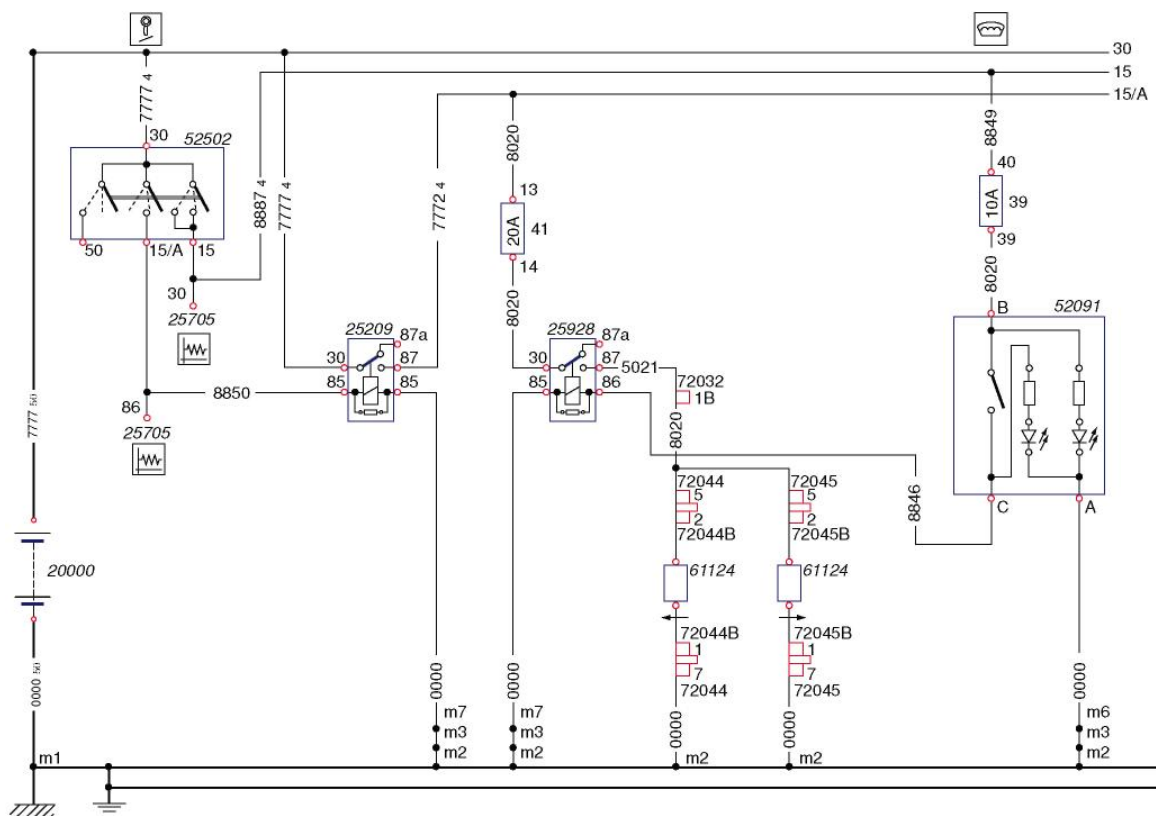 30
15
15/A
7777 4
30
52502
50
15/A
15
30
25705
86
25705
8887 4
7777 4
7772 4
8850
25209
87a
30
87
85
85
8020
13
20A
41
14
8020
25928
87a
30
87
85
86
5021
72032
1B
8020
8849
40
10A
39
39
8020
B
52091
C
A
8846
72044
5
2
72044B
61124
72044B
1
7
72044
72045
5
2
72045B
61124
72045B
1
7
72045
7777 50
20000
0000 50
m1
0000
m7
m3
m2
0000
m7
m3
m2
0000
m2
0000
m2
0000
m6
m3
m2